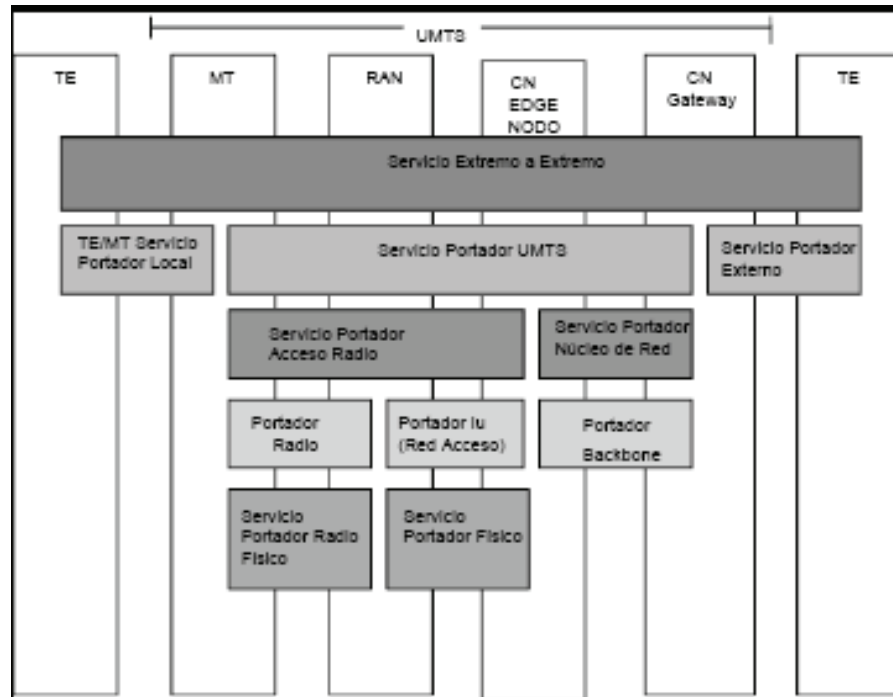 UMTS
TE
MT
RAN
CN
EDGE
NODO
CN
Gateway
TE
Servicio Extremo a Extremo
TE/MT Servicio
Portador Local
Servicio Portador UMTS
Servicio Portador
Externo
Servicio Portador
Acceso Radio
Servicio Portador
Núcleo de Red
Portador
Radio
Portador Iu
(Red Acceso)
Portador
Backbone
Servicio
Portador Radio
Físico
Servicio
Portador Físico